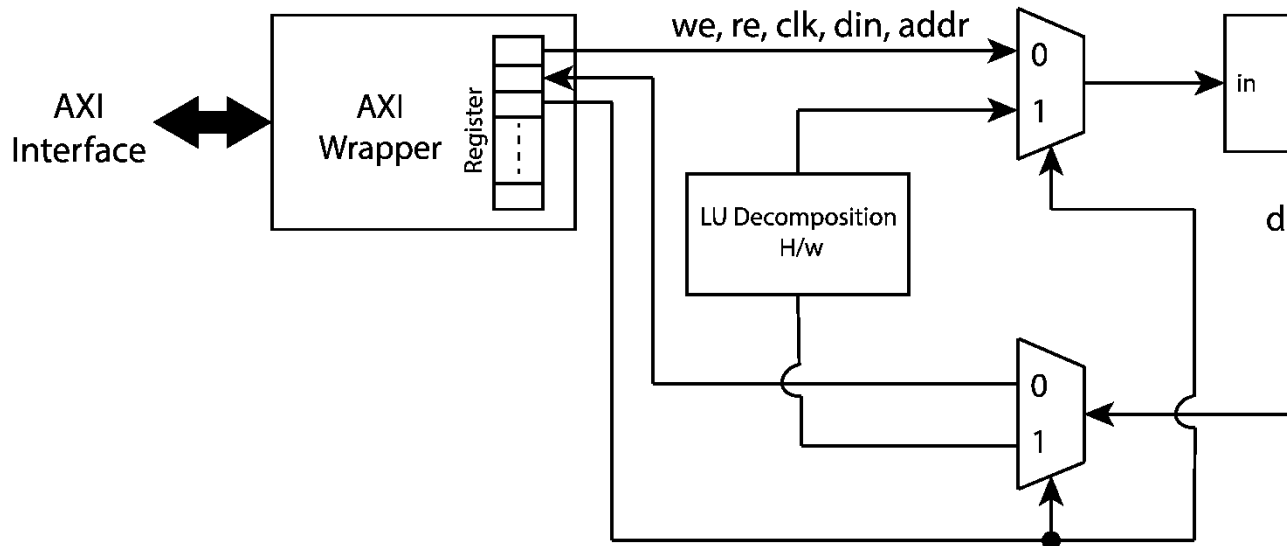 we, re, clk, din, addr
AXI
Interface
AXI
Wrapper
Register
0
1
in
LU Decomposition
H/w
d
0
1